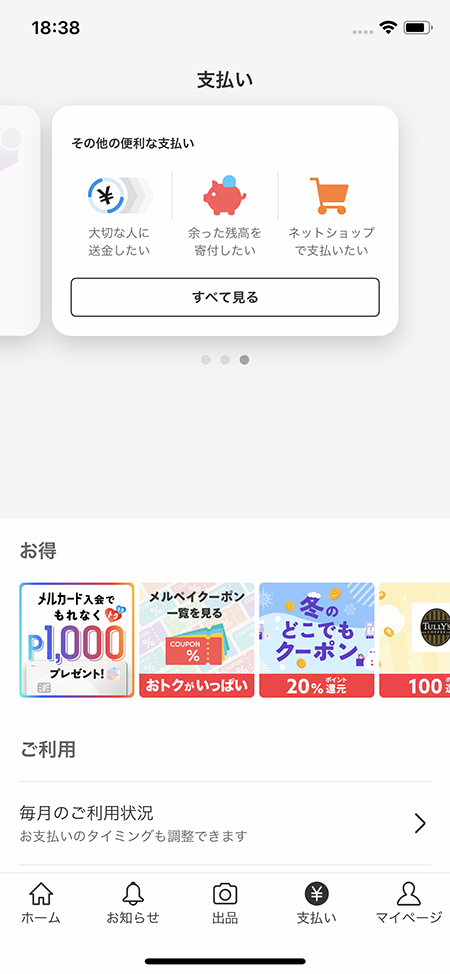 18:38
支払い
その他の便利な支払い
大切な人に
送金したい
余った残高を
寄付したい
ネットショップ
で支払いたい
すべて見る
お得
メルカード入会で
もれなく
P1,000
プレゼント!
メルペイクーポン
一覧を見る
COUPON
%
おトクがいっぱい
冬の
どこでも
クーポン
20%
ポイント
還元
TULLY'S
COFFEE
100
ご利用
毎月のご利用状況
お支払いのタイミングも調整できます
ホーム
お知らせ
出品
支払い
マイページ